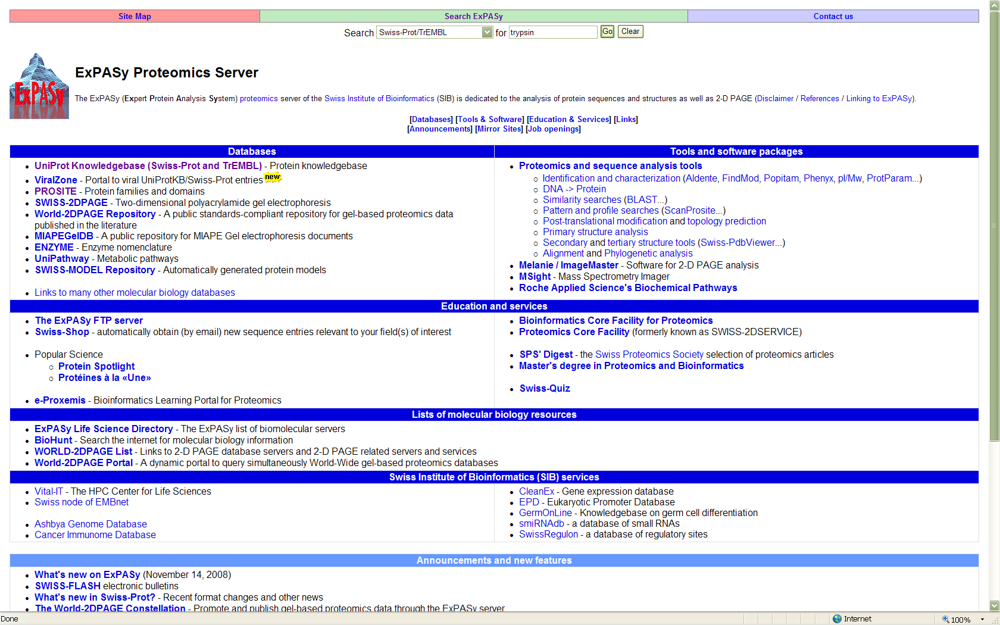 Site Map
Search ExPASy
Contact us
Search Swiss-Prot/TrEMBL for trypsin Go Clear
ExPASy
ExPASy Proteomics Server
The ExPASy (Expert Protein Analysis System) proteomics server of the Swiss Institute of Bioinformatics (SIB) is dedicated to the analysis of protein sequences and structures as well as 2-D PAGE (Disclaimer / References / Linking to ExPASy).
[Databases] [Tools & Software] [Education & Services] [Links]
[Announcements] [Mirror Sites] [Job openings]
Databases
UniProt Knowledgebase (Swiss-Prot and TrEMBL) - Protein knowledgebase
ViralZone - Portal to viral UniProtKB/Swiss-Prot entries new
PROSITE - Protein families and domains
SWISS-2DPAGE - Two-dimensional polyacrylamide gel electrophoresis
World-2DPAGE Repository - A public standards-compliant repository for gel-based proteomics data
published in the literature
MIAPEGelDB - A public repository for MIAPE Gel electrophoresis documents
ENZYME - Enzyme nomenclature
UniPathway - Metabolic pathways
SWISS-MODEL Repository - Automatically generated protein models
Links to many other molecular biology databases
Tools and software packages
Proteomics and sequence analysis tools
Identification and characterization (Aldente, FindMod, Popitam, Phenyx, pI/Mw, ProtParam...)
DNA -> Protein
Similarity searches (BLAST...)
Pattern and profile searches (ScanProsite...)
Post-translational modification and topology prediction
Primary structure analysis
Secondary and tertiary structure tools (Swiss-PdbViewer...)
Alignment and Phylogenetic analysis
Melanie / ImageMaster - Software for 2-D PAGE analysis
MSight - Mass Spectrometry Imager
Roche Applied Science's Biochemical Pathways
Education and services
The ExPASy FTP server
Swiss-Shop - automatically obtain (by email) new sequence entries relevant to your field(s) of interest
Popular Science
Protein Spotlight
Protéines à la «Une»
e-Proxemis - Bioinformatics Learning Portal for Proteomics
Bioinformatics Core Facility for Proteomics
Proteomics Core Facility (formerly known as SWISS-2DSERVICE)
SPS' Digest - the Swiss Proteomics Society selection of proteomics articles
Master's degree in Proteomics and Bioinformatics
Swiss-Quiz
Lists of molecular biology resources
ExPASy Life Science Directory - The ExPASy list of biomolecular servers
BioHunt - Search the internet for molecular biology information
WORLD-2DPAGE List - Links to 2-D PAGE database servers and 2-D PAGE related servers and services
World-2DPAGE Portal - A dynamic portal to query simultaneously World-Wide gel-based proteomics databases
Swiss Institute of Bioinformatics (SIB) services
Vital-IT - The HPC Center for Life Sciences
Swiss node of EMBnet
Ashbya Genome Database
Cancer Immunome Database
CleanEx - Gene expression database
EPD - Eukaryotic Promoter Database
GermOnLine - Knowledgebase on germ cell differentiation
smiRNAdb - a database of small RNAs
SwissRegulon - a database of regulatory sites
Announcements and new features
What's new on ExPASy (November 14, 2008)
SWISS-FLASH electronic bulletins
What's new in Swiss-Prot? - Recent format changes and other news
The World-2DPAGE Constellation - Promote and publish gel-based proteomics data through the ExPASy server
Done
Internet
100%